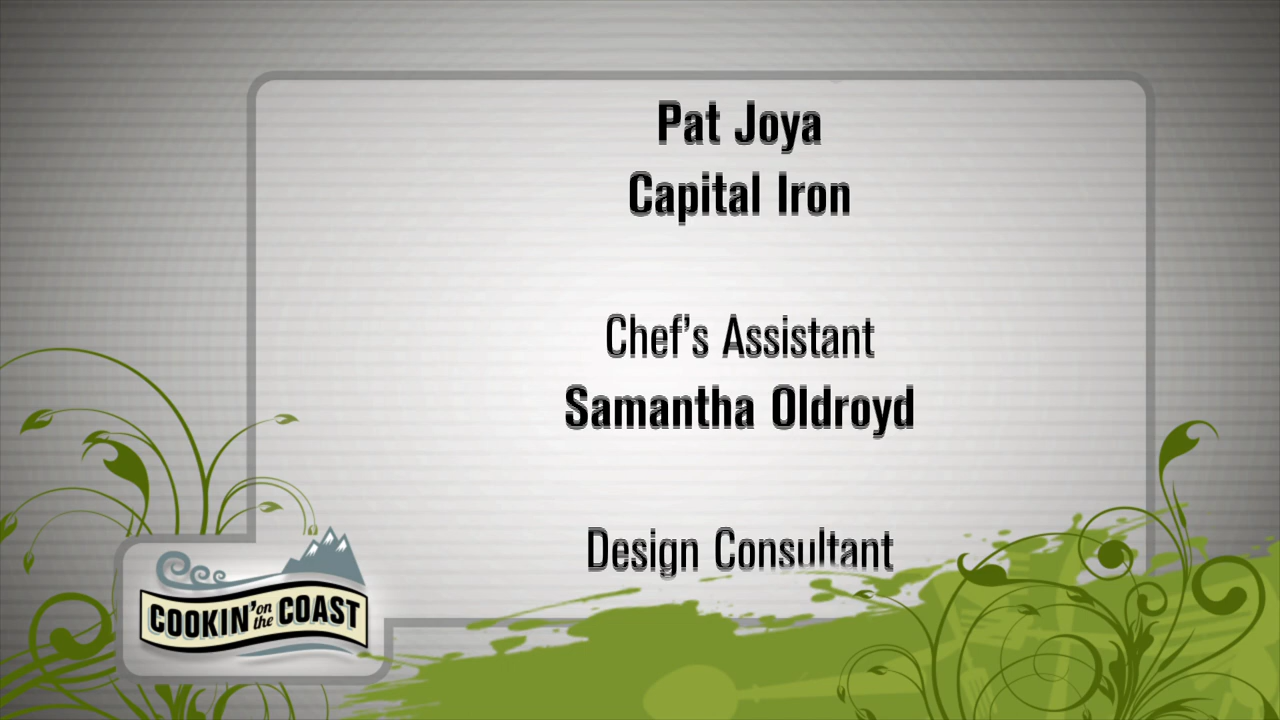 Pat Joya
Capital Iron
Chef's Assistant
Samantha Oldroyd
Design Consultant
COOKIN' on the COAST